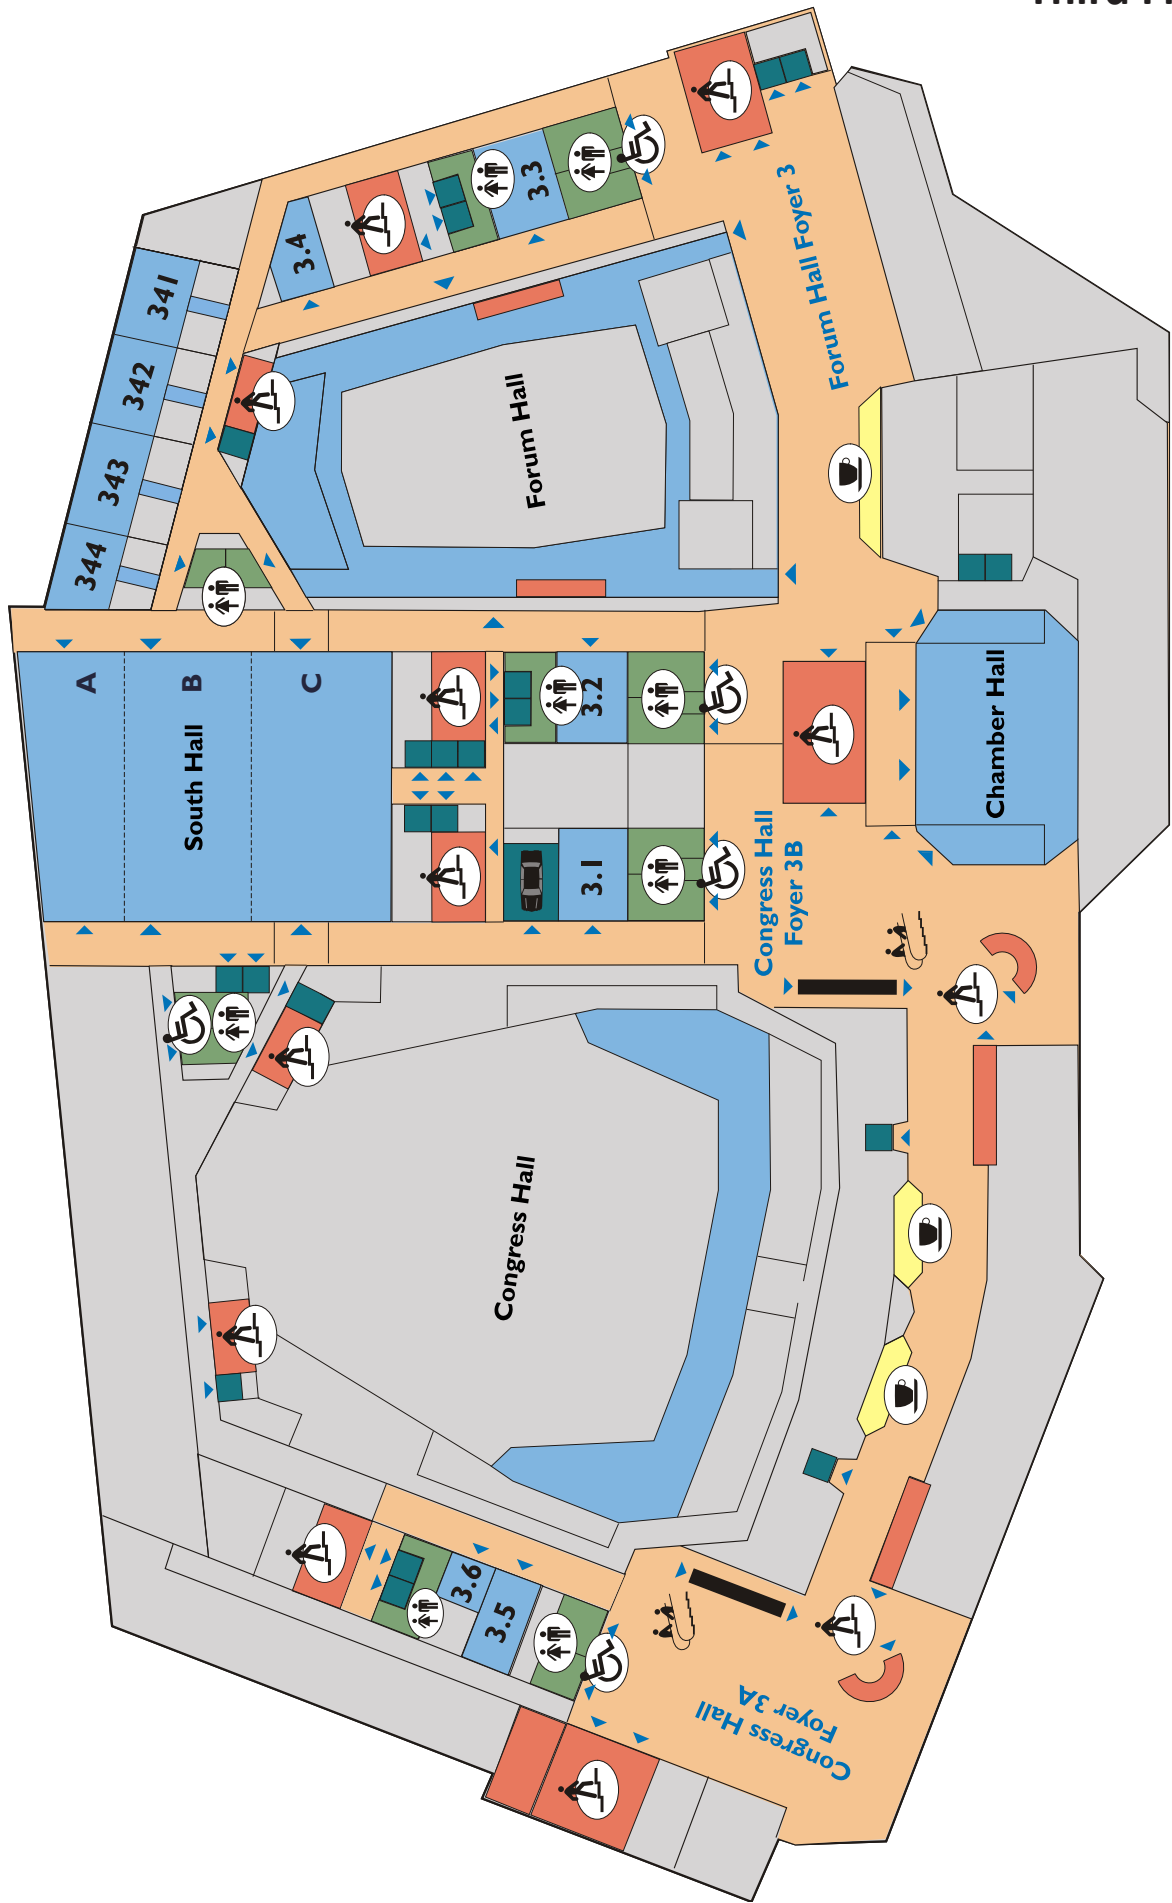 341
342
343
344
3.4
3.3
Forum Hall Foyer 3
Forum Hall
A
B
C
South Hall
3.2
3.1
Chamber Hall
Congress Hall
Foyer 3B
Congress Hall
3.6
3.5
Congress Hall
Foyer 3A